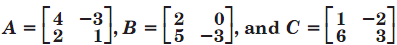 A = [4 -3; 2 1], B = [2 0; 5 -3], and C = [1 -2; 6 3]